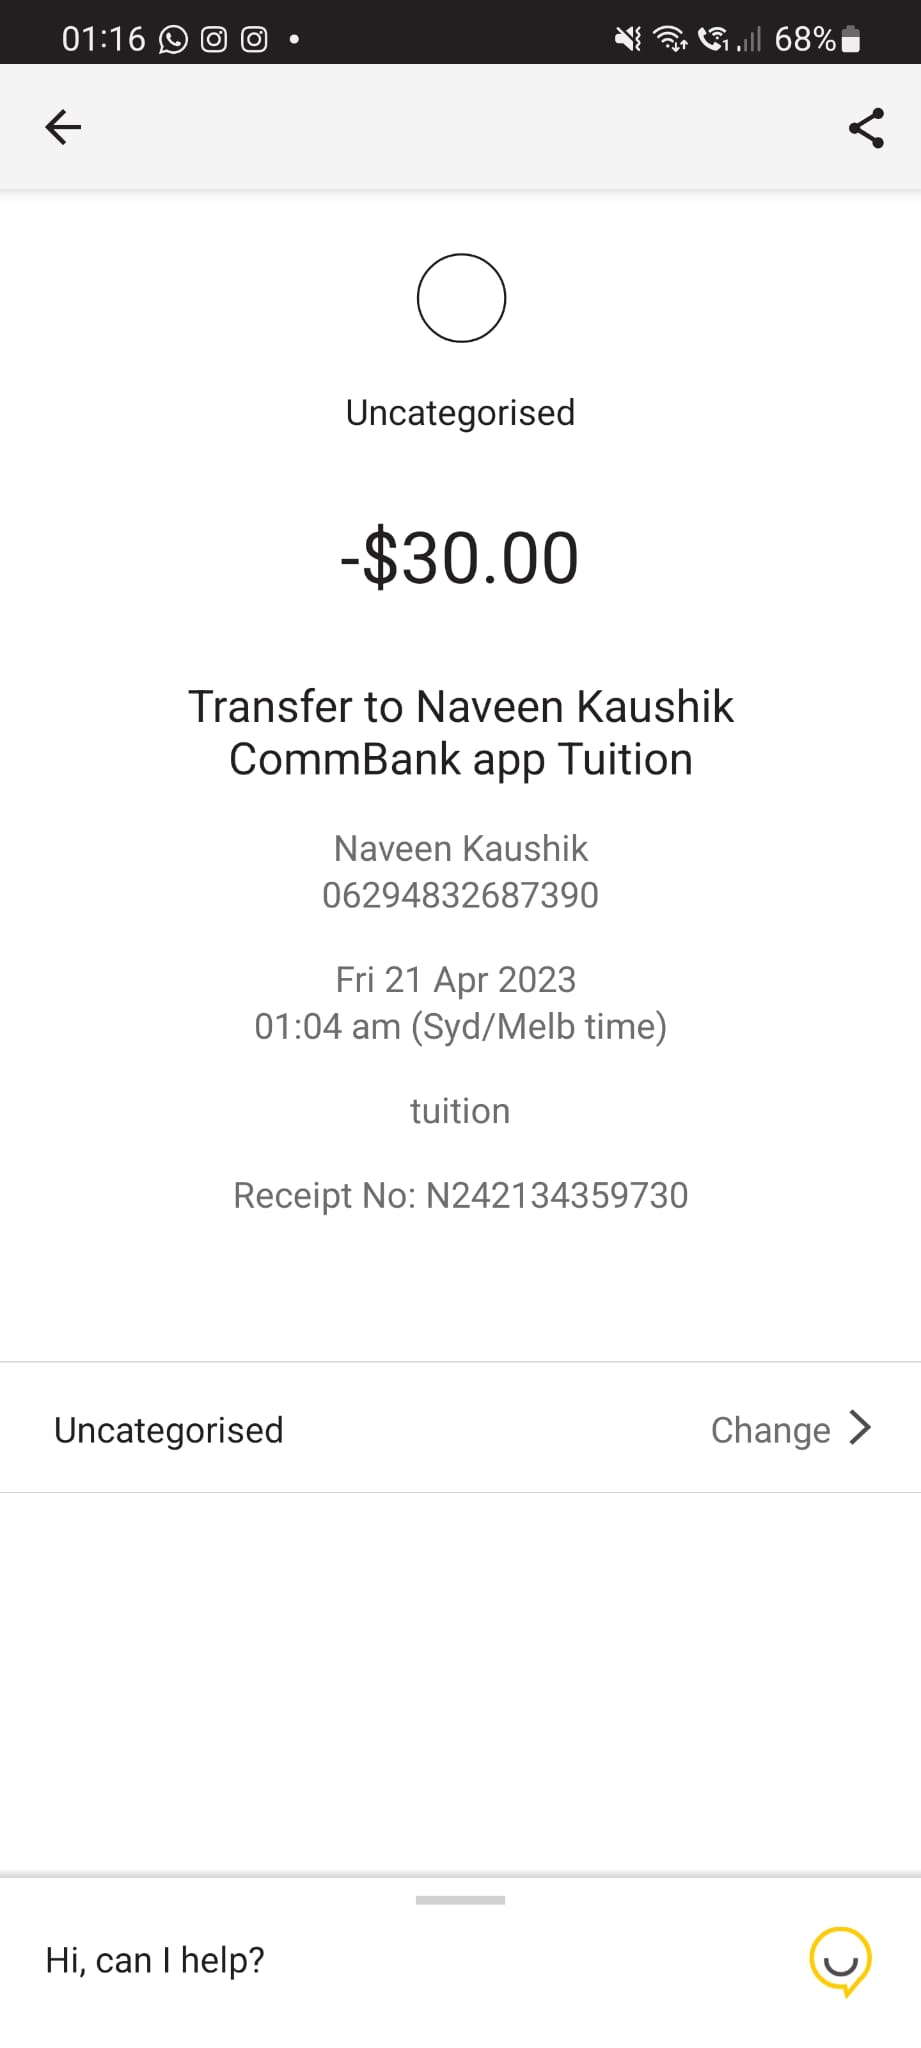 01:16
68%
Uncategorised
-$30.00
Transfer to Naveen Kaushik
CommBank app Tuition
Naveen Kaushik
06294832687390
Fri 21 Apr 2023
01:04 am (Syd/Melb time)
tuition
Receipt No: N242134359730
Uncategorised
Change
Hi, can I help?